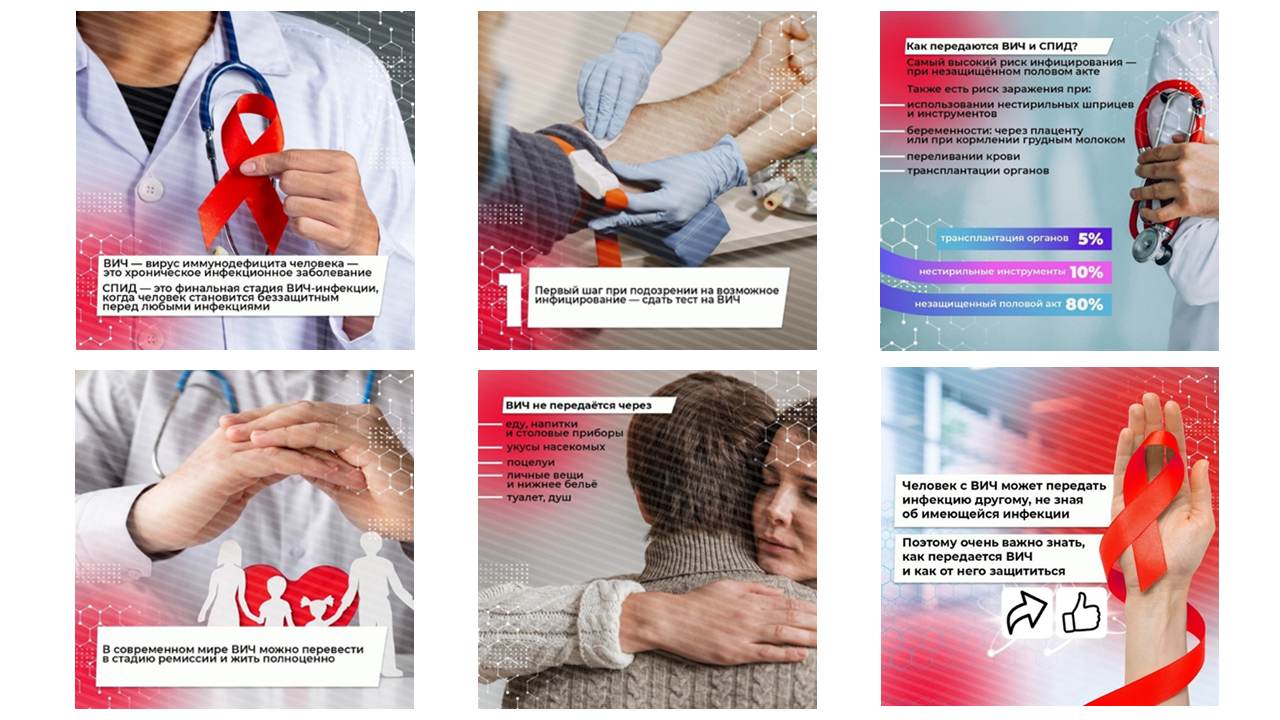 ВИЧ — вирус иммунодефицита человека —
это хроническое инфекционное заболевание
СПИД — это финальная стадия ВИЧ-инфекции,
когда человек становится беззащитным
перед любыми инфекциями
1
Первый шаг при подозрении на возможное
инфицирование — сдать тест на ВИЧ
Как передаются ВИЧ и СПИД?
Самый высокий риск инфицирования —
при незащищённом половом акте
Также есть риск заражения при:
использовании нестирильных шприцев
и инструментов
беременности: через плаценту
или при кормлении грудным молоком
переливании крови
трансплантации органов
трансплантация органов 5%
нестирильные инструменты 10%
незащищенный половой акт 80%
В современном мире ВИЧ можно перевести
в стадию ремиссии и жить полноценно
ВИЧ не передаётся через
еду, напитки
и столовые приборы
укусы насекомых
поцелуи
личные вещи
и нижнее бельё
туалет, душ
Человек с ВИЧ может передать
инфекцию другому, не зная
об имеющейся инфекции
Поэтому очень важно знать,
как передается ВИЧ
и как от него защититься